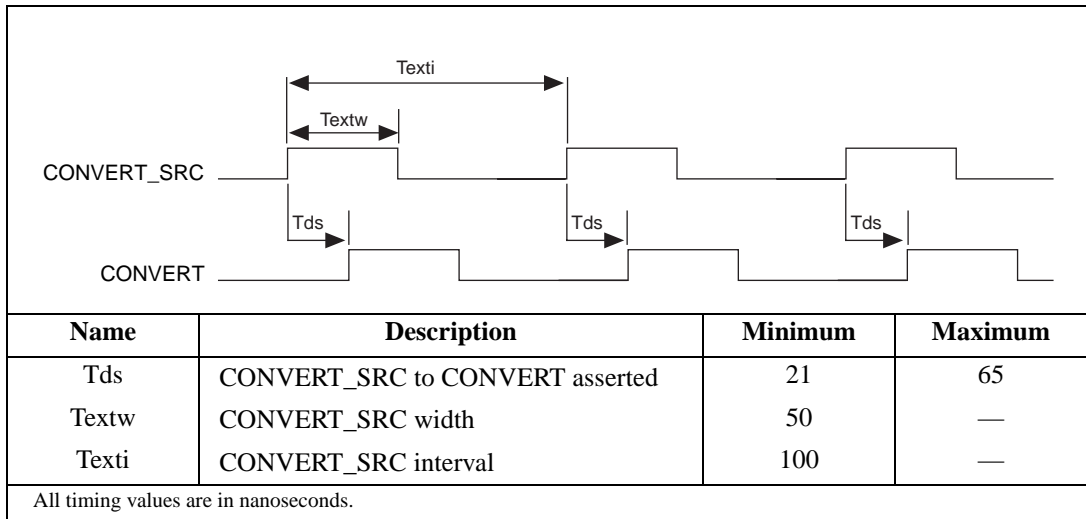 Texti
Textw
CONVERT_SRC
Tds Tds Tds
CONVERT
Name Description Minimum Maximum
Tds CONVERT_SRC to CONVERT asserted 21 65
Textw CONVERT_SRC width 50 —
Texti CONVERT_SRC interval 100 —
All timing values are in nanoseconds.